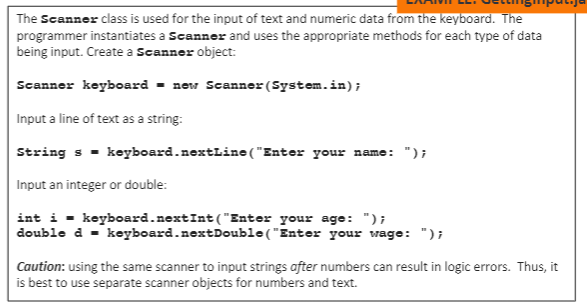 EXAMPLE: GettingInput.ja
The Scanner class is used for the input of text and numeric data from the keyboard. The
programmer instantiates a Scanner and uses the appropriate methods for each type of data
being input. Create a Scanner object:
Scanner keyboard = new Scanner(System.in);
Input a line of text as a string:
String s = keyboard.nextLine("Enter your name: ");
Input an integer or double:
int i = keyboard.nextInt("Enter your age: ");
double d = keyboard.nextDouble("Enter your wage: ");
Caution: using the same scanner to input strings after numbers can result in logic errors. Thus, it
is best to use separate scanner objects for numbers and text.